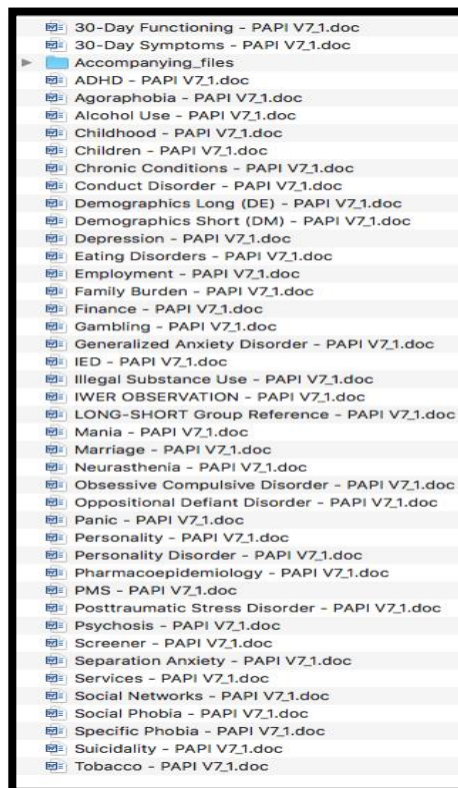 30-Day Functioning - PAPI V7_1.doc
30-Day Symptoms - PAPI V7_1.doc
Accompanying_files
ADHD - PAPI V7_1.doc
Agoraphobia - PAPI V7_1.doc
Alcohol Use - PAPI V7_1.doc
Childhood - PAPI V7_1.doc
Children - PAPI V7_1.doc
Chronic Conditions - PAPI V7_1.doc
Conduct Disorder - PAPI V7_1.doc
Demographics Long (DE) - PAPI V7_1.doc
Demographics Short (DM) - PAPI V7_1.doc
Depression - PAPI V7_1.doc
Eating Disorders - PAPI V7_1.doc
Employment - PAPI V7_1.doc
Family Burden - PAPI V7_1.doc
Finance - PAPI V7_1.doc
Gambling - PAPI V7_1.doc
Generalized Anxiety Disorder - PAPI V7_1.doc
IED - PAPI V7_1.doc
Illegal Substance Use - PAPI V7_1.doc
IWER OBSERVATION - PAPI V7_1.doc
LONG-SHORT Group Reference - PAPI V7_1.doc
Mania - PAPI V7_1.doc
Marriage - PAPI V7_1.doc
Neurasthenia - PAPI V7_1.doc
Obsessive Compulsive Disorder - PAPI V7_1.doc
Oppositional Defiant Disorder - PAPI V7_1.doc
Panic - PAPI V7_1.doc
Personality - PAPI V7_1.doc
Personality Disorder - PAPI V7_1.doc
Pharmacoepidemiology - PAPI V7_1.doc
PMS - PAPI V7_1.doc
Posttraumatic Stress Disorder - PAPI V7_1.doc
Psychosis - PAPI V7_1.doc
Screener - PAPI V7_1.doc
Separation Anxiety - PAPI V7_1.doc
Services - PAPI V7_1.doc
Social Networks - PAPI V7_1.doc
Social Phobia - PAPI V7_1.doc
Specific Phobia - PAPI V7_1.doc
Suicidality - PAPI V7_1.doc
Tobacco - PAPI V7_1.doc